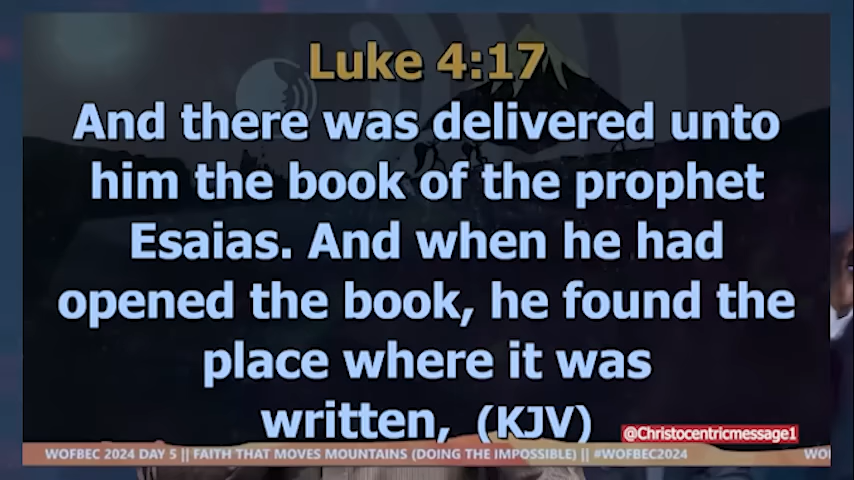 Luke 4:17
And there was delivered unto
him the book of the prophet
Esaias. And when he had
opened the book, he found the
place where it was
written, (KJV)
@Christocentricmessage1
WOFBEC 2024 DAY 5 || FAITH THAT MOVES MOUNTAINS (DOING THE IMPOSSIBLE) || #WOFBEC2024 WO